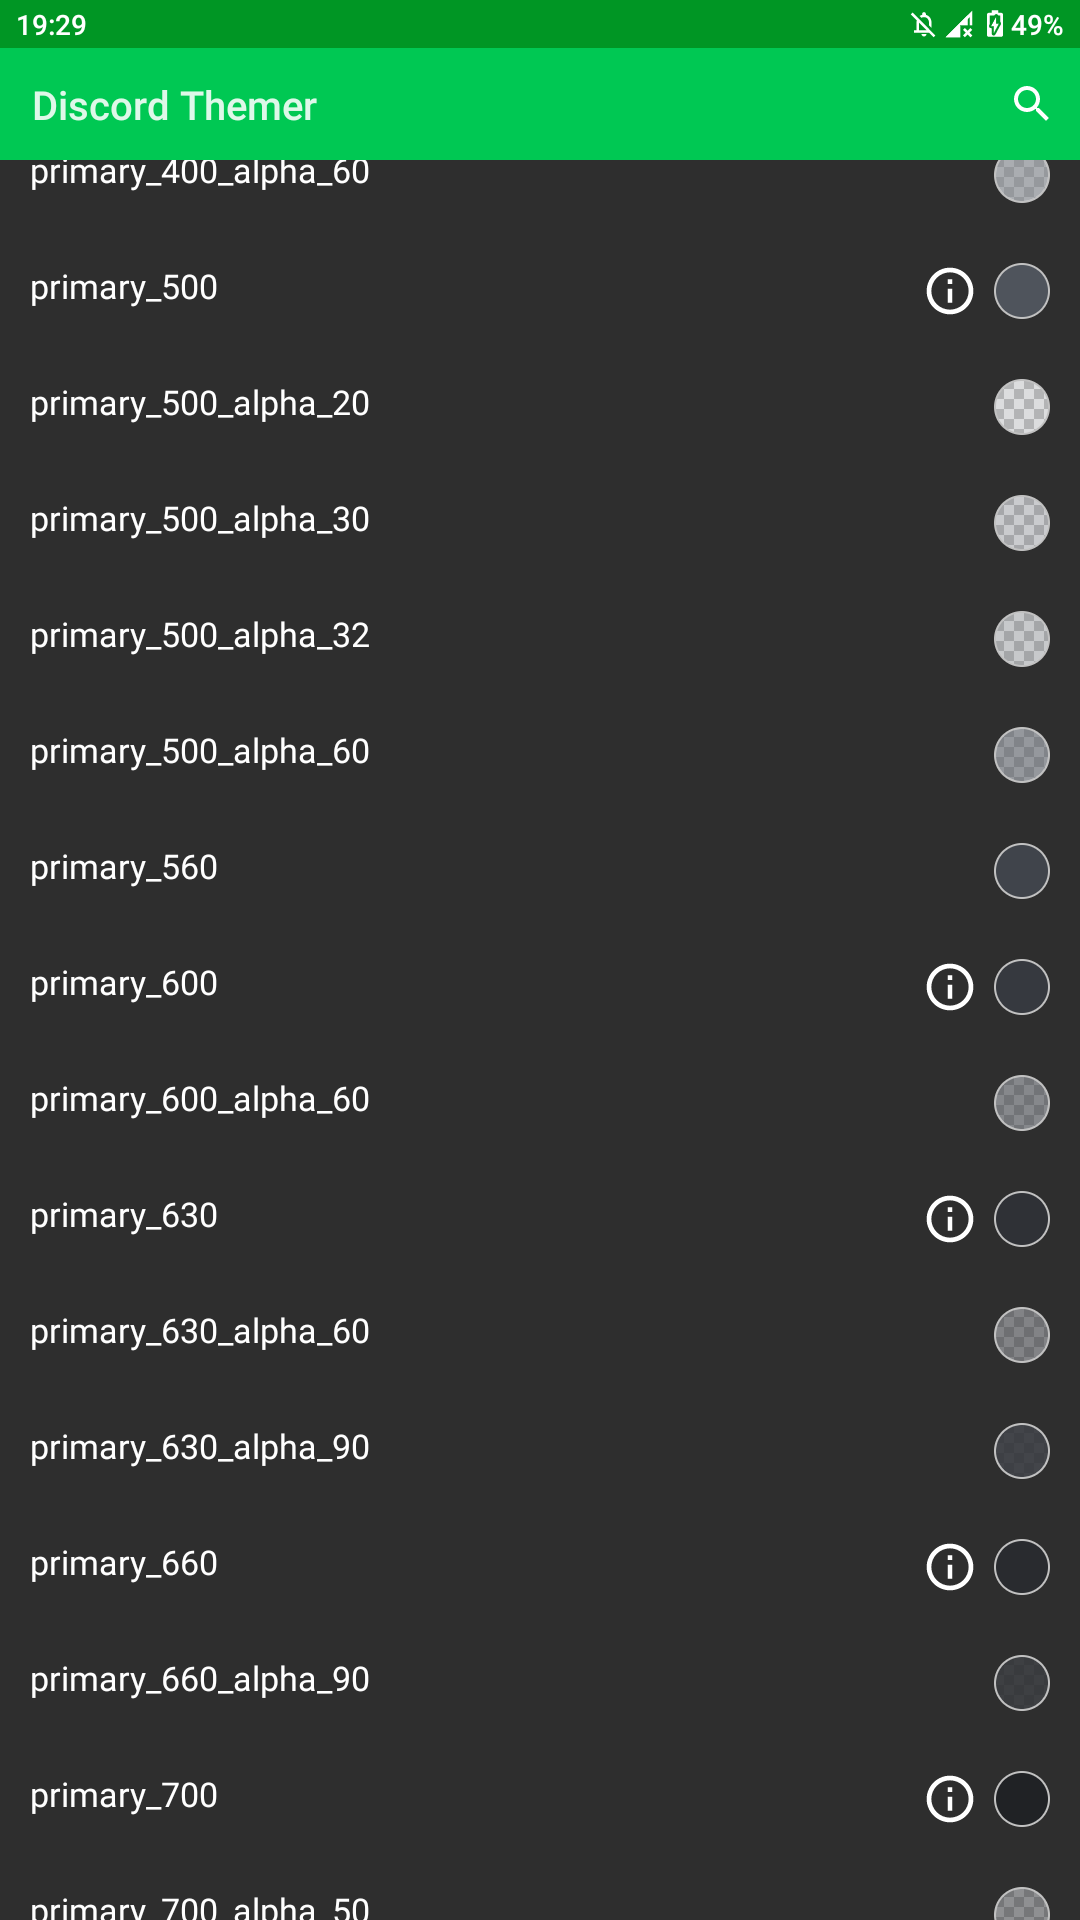 19:29
49%
Discord Themer
primary_400_alpha_60
primary_500
primary_500_alpha_20
primary_500_alpha_30
primary_500_alpha_32
primary_500_alpha_60
primary_560
primary_600
primary_600_alpha_60
primary_630
primary_630_alpha_60
primary_630_alpha_90
primary_660
primary_660_alpha_90
primary_700
primary_700_alpha_50